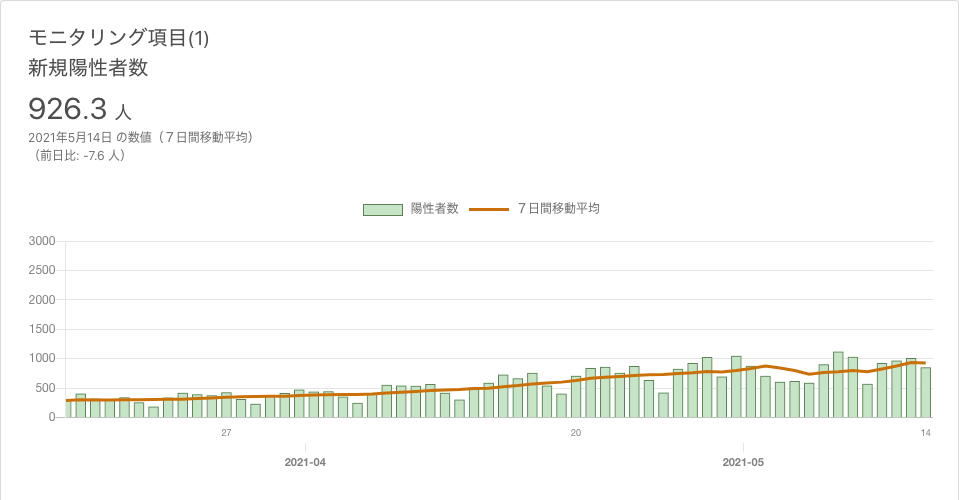 モニタリング項目(1)
新規陽性者数
926.3 人
2021年5月14日 の数値（７日間移動平均）
（前日比: -7.6 人）
陽性者数 ７日間移動平均
3000
2500
2000
1500
1000
500
0
27 20 14
2021-04 2021-05